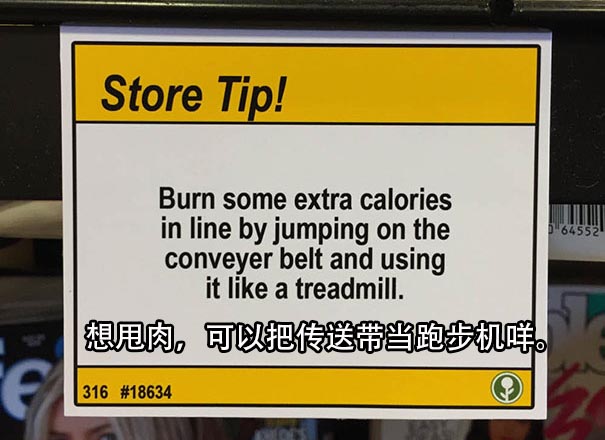 Store Tip!
Burn some extra calories
in line by jumping on the
conveyer belt and using
it like a treadmill.
想甩肉，可以把传送带当跑步机咩。
316 #18634
64552